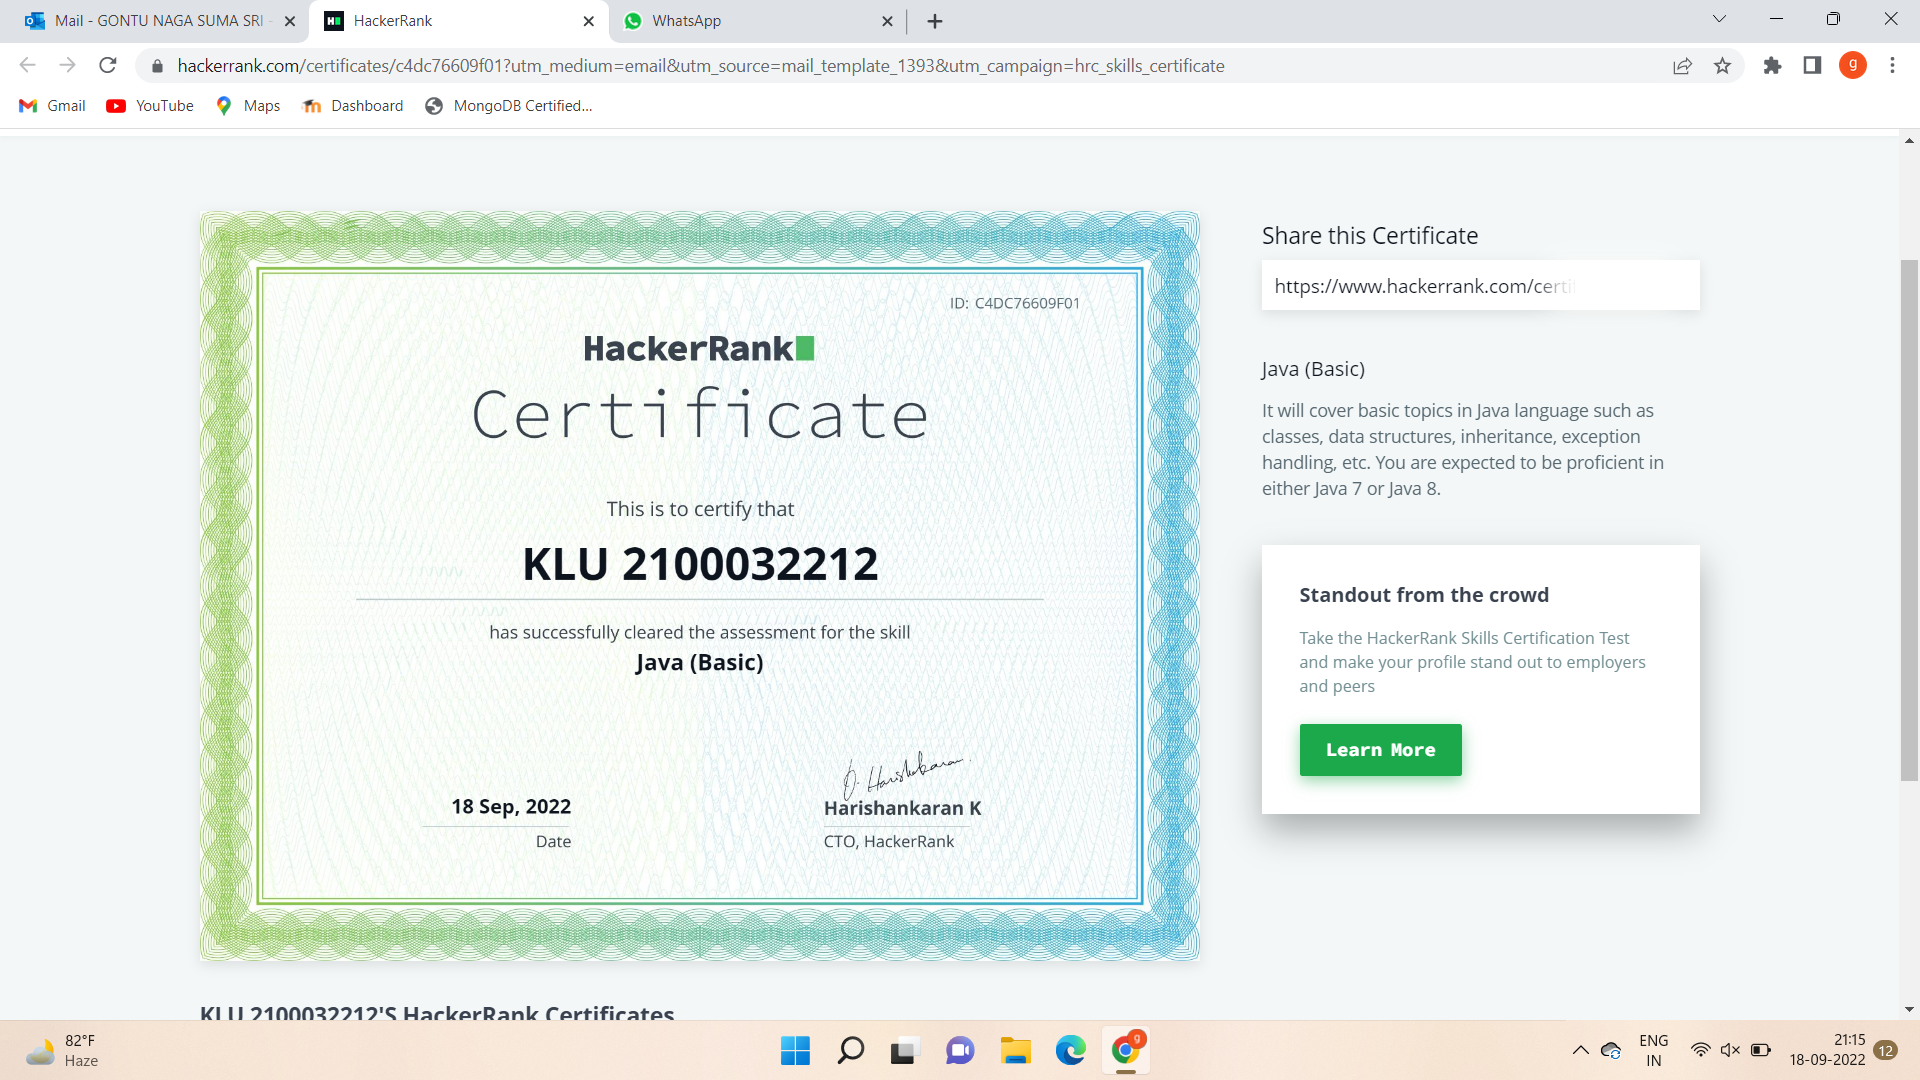 Mail - GONTU NAGA SUMA SRI -
HackerRank
WhatsApp
hackerrank.com/certificates/c4dc76609f01?utm_medium=email&utm_source=mail_template_1393&utm_campaign=hrc_skills_certificate
g
Gmail
YouTube
Maps
Dashboard
MongoDB Certified...
ID: C4DC76609F01
HackerRank
Certificate
This is to certify that
KLU 2100032212
has successfully cleared the assessment for the skill
Java (Basic)
18 Sep, 2022
Date
Harishankaran K
CTO, HackerRank
Share this Certificate
https://www.hackerrank.com/certi
Java (Basic)
It will cover basic topics in Java language such as
classes, data structures, inheritance, exception
handling, etc. You are expected to be proficient in
either Java 7 or Java 8.
Standout from the crowd
Take the HackerRank Skills Certification Test
and make your profile stand out to employers
and peers
Learn More
KLU 2100032212'S HackerRank Certificates
82°F
Haze
g
ENG
IN
21:15
18-09-2022
12